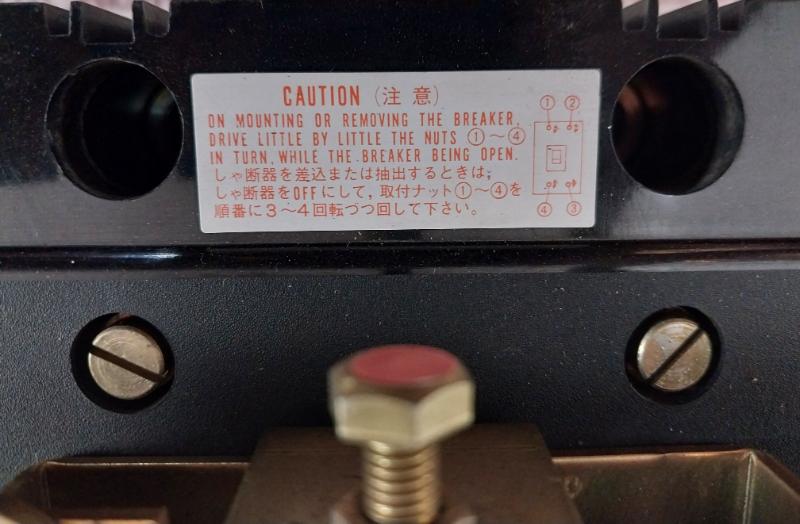 CAUTION (注意)
ON MOUNTING OR REMOVING THE BREAKER,
DRIVE LITTLE BY LITTLE THE NUTS ①~④
IN TURN, WHILE THE BREAKER BEING OPEN.
しゃ断器を差込または抽出するときは,
しゃ断器をOFFにして, 取付ナット①~④を
順番に3~4回転づつ回して下さい。
① ②
④ ③